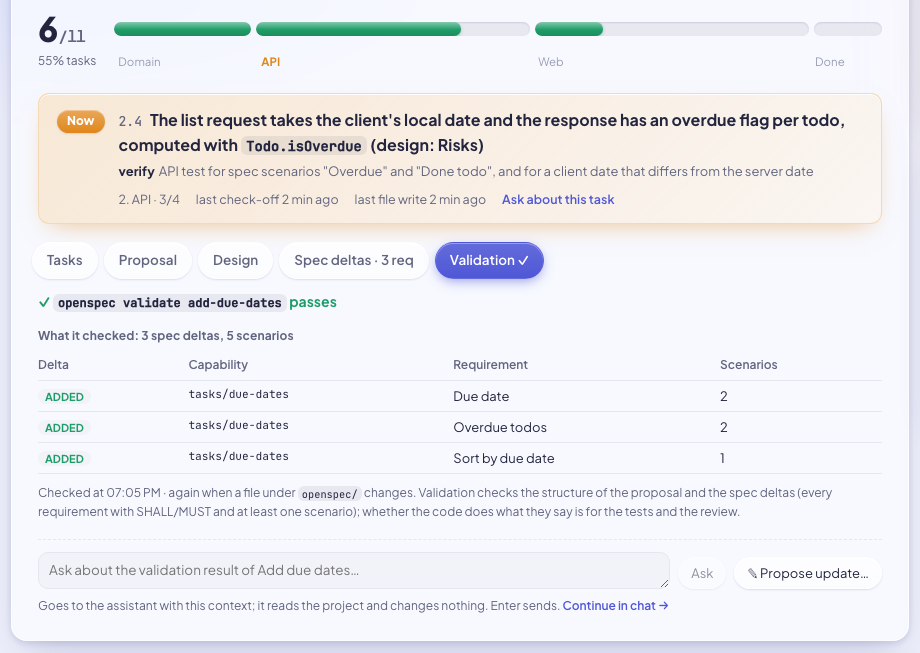 6/11
55% tasks
Domain
API
Web
Done
Now
2.4 The list request takes the client's local date and the response has an overdue flag per todo,
computed with Todo.isOverdue (design: Risks)
verify API test for spec scenarios "Overdue" and "Done todo", and for a client date that differs from the server date
2. API · 3/4 last check-off 2 min ago last file write 2 min ago Ask about this task
Tasks Proposal Design Spec deltas · 3 req Validation ✓
✓ openspec validate add-due-dates passes
What it checked: 3 spec deltas, 5 scenarios
Delta Capability Requirement Scenarios
ADDED tasks/due-dates Due date 2
ADDED tasks/due-dates Overdue todos 2
ADDED tasks/due-dates Sort by due date 1
Checked at 07:05 PM · again when a file under openspec/ changes. Validation checks the structure of the proposal and the spec deltas (every
requirement with SHALL/MUST and at least one scenario); whether the code does what they say is for the tests and the review.
Ask about the validation result of Add due dates…
Ask
✎ Propose update…
Goes to the assistant with this context; it reads the project and changes nothing. Enter sends. Continue in chat →